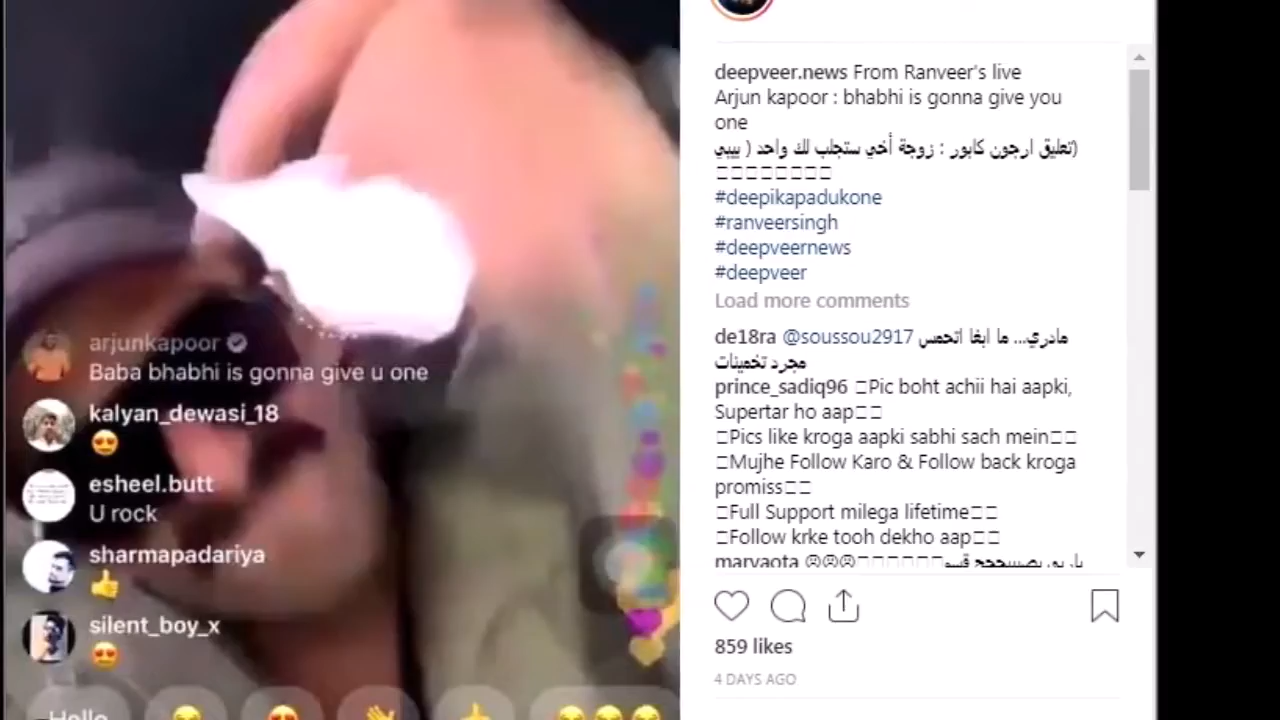 arjunkapoor
Baba bhabhi is gonna give u one
kalyan_dewasi_18
😍
esheel.butt
U rock
sharmapadariya
👍
silent_boy_x
😍
Hello
deepveer.news From Ranveer's live
Arjun kapoor : bhabhi is gonna give you
one
(تعليق ارجون كابور : زوجة أخي ستجلب لك واحد ( بيبي
#deepikapadukone
#ranveersingh
#deepveernews
#deepveer
Load more comments
de18ra @soussou2917 مادري... ما ابغا اتحمس
مجرد تخمينات
prince_sadiq96 Pic boht achii hai aapki,
Supertar ho aap
Pics like kroga aapki sabhi sach mein
Mujhe Follow Karo & Follow back kroga
promiss
Full Support milega lifetime
Follow krke tooh dekho aap
859 likes
4 DAYS AGO